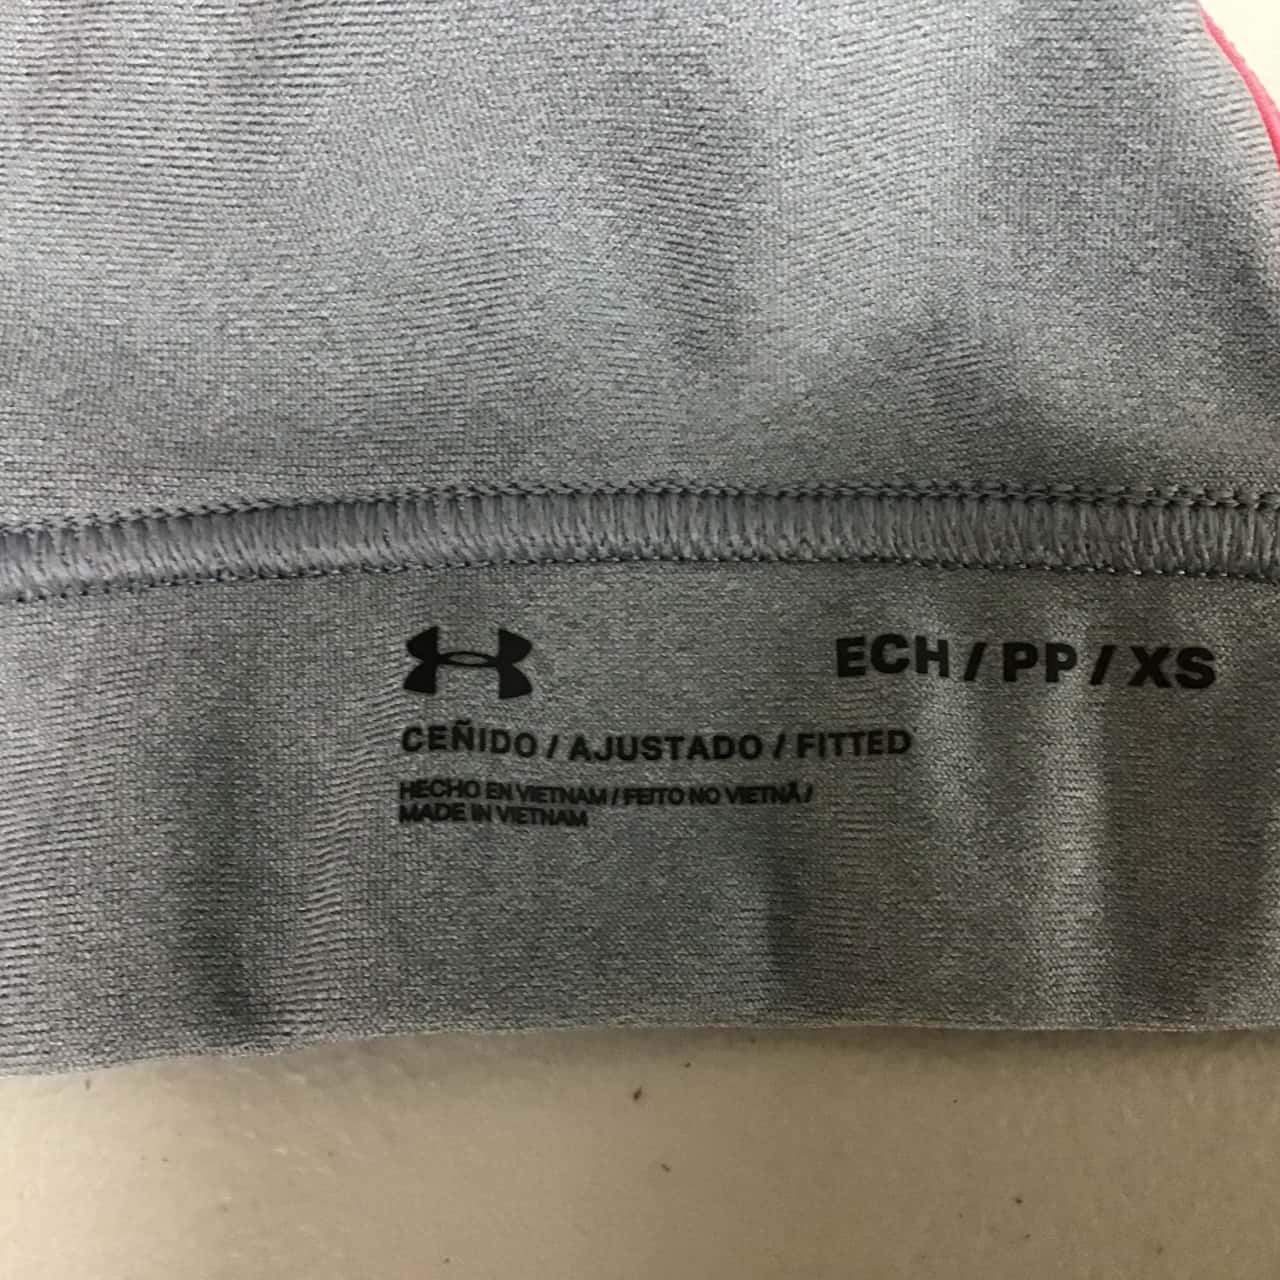 ECH / PP / XS
CEÑIDO / AJUSTADO / FITTED
HECHO EN VIETNAM / FEITO NO VIETNÃ /
MADE IN VIETNAM